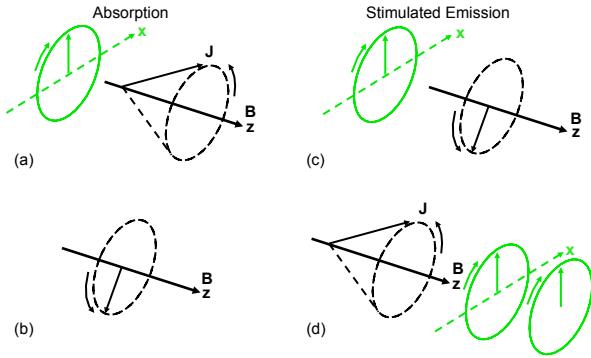 Absorption
Stimulated Emission
x
J
B
z
(a)
x
B
z
(c)
B
z
(b)
J
B
z
x
(d)